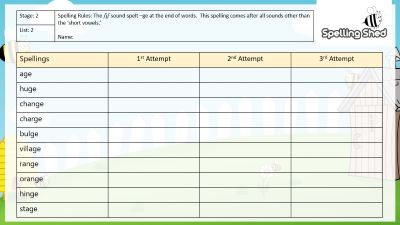 Stage: 2
Spelling Rules: The /j/ sound spelt –ge at the end of words. This spelling comes after all sounds other than
the 'short vowels.'
List: 2
Name:
Spelling Shed
Spellings 1st Attempt 2nd Attempt 3rd Attempt
age
huge
change
charge
bulge
village
range
orange
hinge
stage